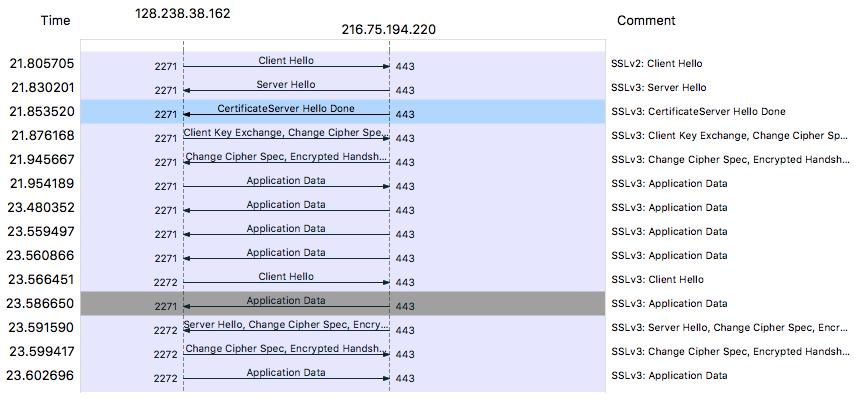 128.238.38.162
Time 216.75.194.220 Comment
21.805705 2271 Client Hello 443 SSLv2: Client Hello
21.830201 2271 Server Hello 443 SSLv3: Server Hello
21.853520 2271 CertificateServer Hello Done 443 SSLv3: CertificateServer Hello Done
21.876168 2271 Client Key Exchange, Change Cipher Spe... 443 SSLv3: Client Key Exchange, Change Cipher Sp...
21.945667 2271 Change Cipher Spec, Encrypted Handsh... 443 SSLv3: Change Cipher Spec, Encrypted Handsh...
21.954189 2271 Application Data 443 SSLv3: Application Data
23.480352 2271 Application Data 443 SSLv3: Application Data
23.559497 2271 Application Data 443 SSLv3: Application Data
23.560866 2271 Application Data 443 SSLv3: Application Data
23.566451 2272 Client Hello 443 SSLv3: Client Hello
23.586650 2271 Application Data 443 SSLv3: Application Data
23.591590 2272 Server Hello, Change Cipher Spec, Encry... 443 SSLv3: Server Hello, Change Cipher Spec, Encr...
23.599417 2272 Change Cipher Spec, Encrypted Handsh... 443 SSLv3: Change Cipher Spec, Encrypted Handsh...
23.602696 2272 Application Data 443 SSLv3: Application Data